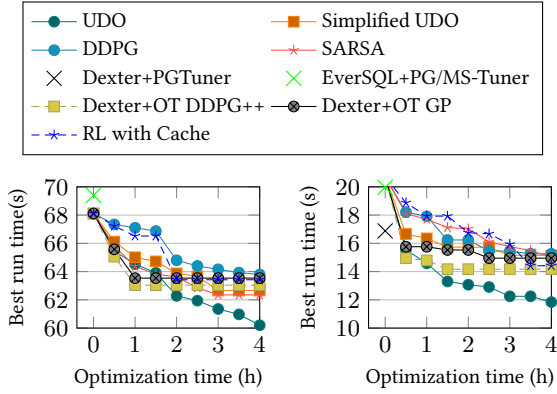 UDO
Simplified UDO
DDPG
SARSA
Dexter+PGTuner
EverSQL+PG/MS-Tuner
Dexter+OT DDPG++
Dexter+OT GP
RL with Cache
Best run time(s)
70
68
66
64
62
60
0 1 2 3 4
Optimization time (h)
Best run time (s)
20
18
16
14
12
10
0 1 2 3 4
Optimization time (h)